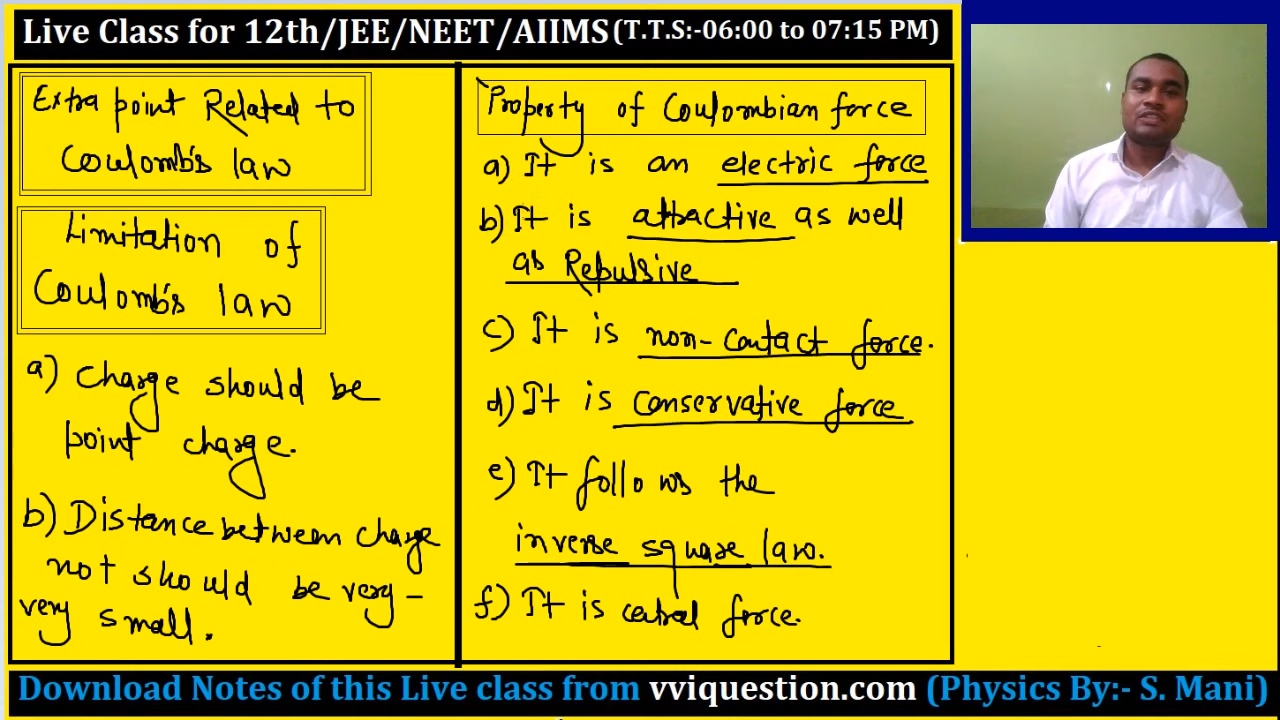 Live Class for 12th/JEE/NEET/AIIMS(T.T.S:-06:00 to 07:15 PM)
Extra point Related to
Coulomb's law
Limitation of
Coulomb's law
a) Charge should be
point charge.
b) Distance between charge
not should be very -
very small.
Property of Coulombian force
a) It is an electric force
b) It is attractive as well
as Repulsive
c) It is non-contact force.
d) It is conservative force
e) It follows the
inverse square law.
f) It is cetral force.
Download Notes of this Live class from vviquestion.com (Physics By:- S. Mani)